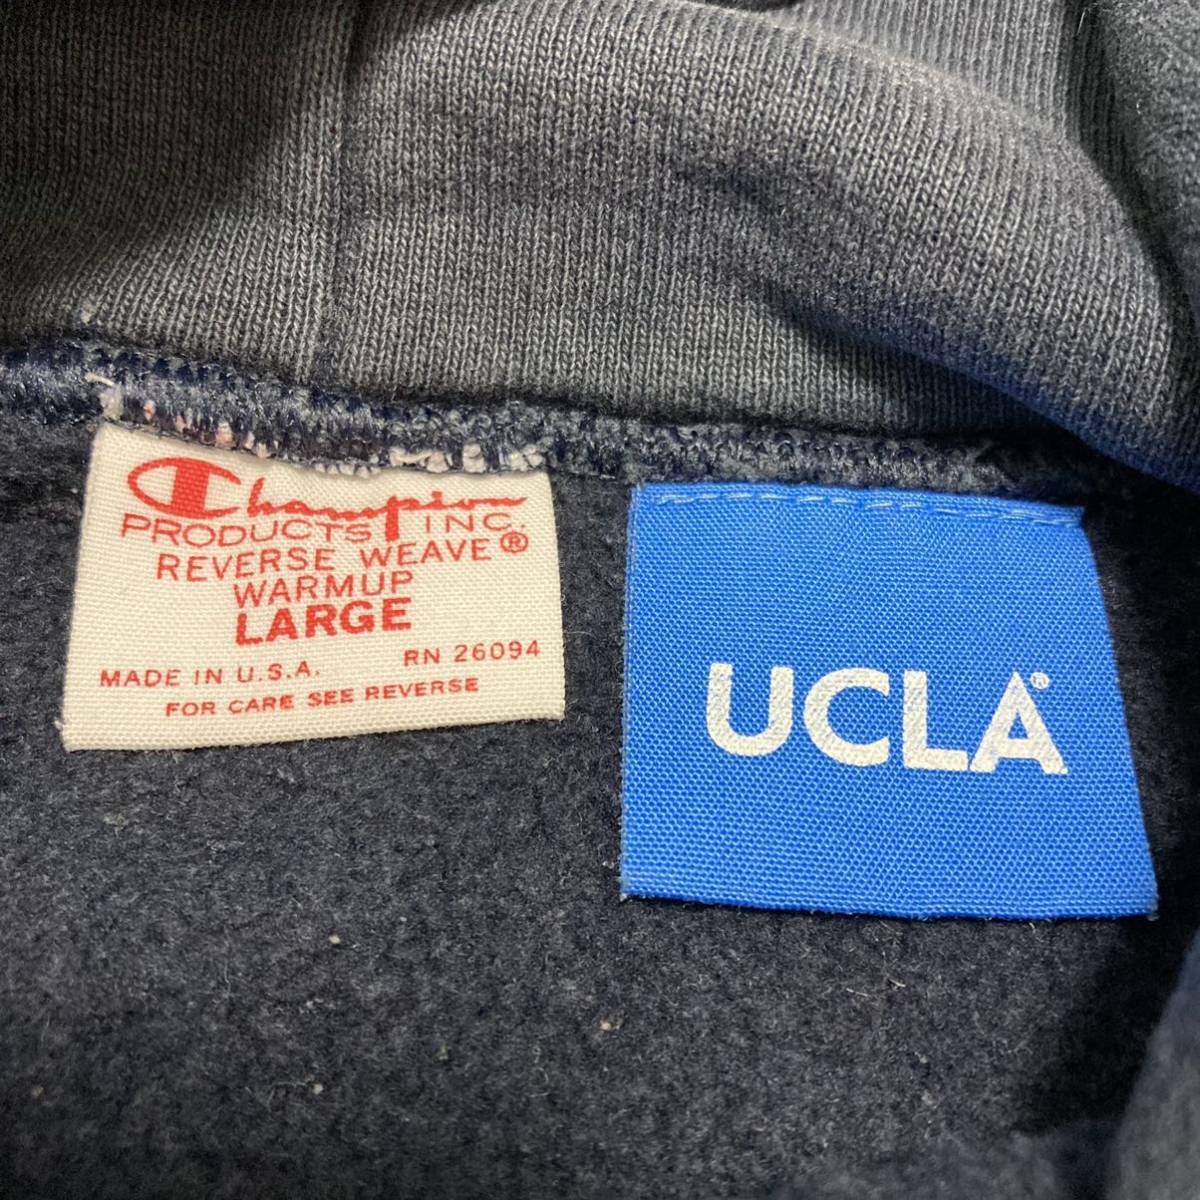 Champion
PRODUCTS INC.
REVERSE WEAVE®
WARMUP
LARGE
RN 26094
MADE IN U.S.A.
FOR CARE SEE REVERSE
UCLA®